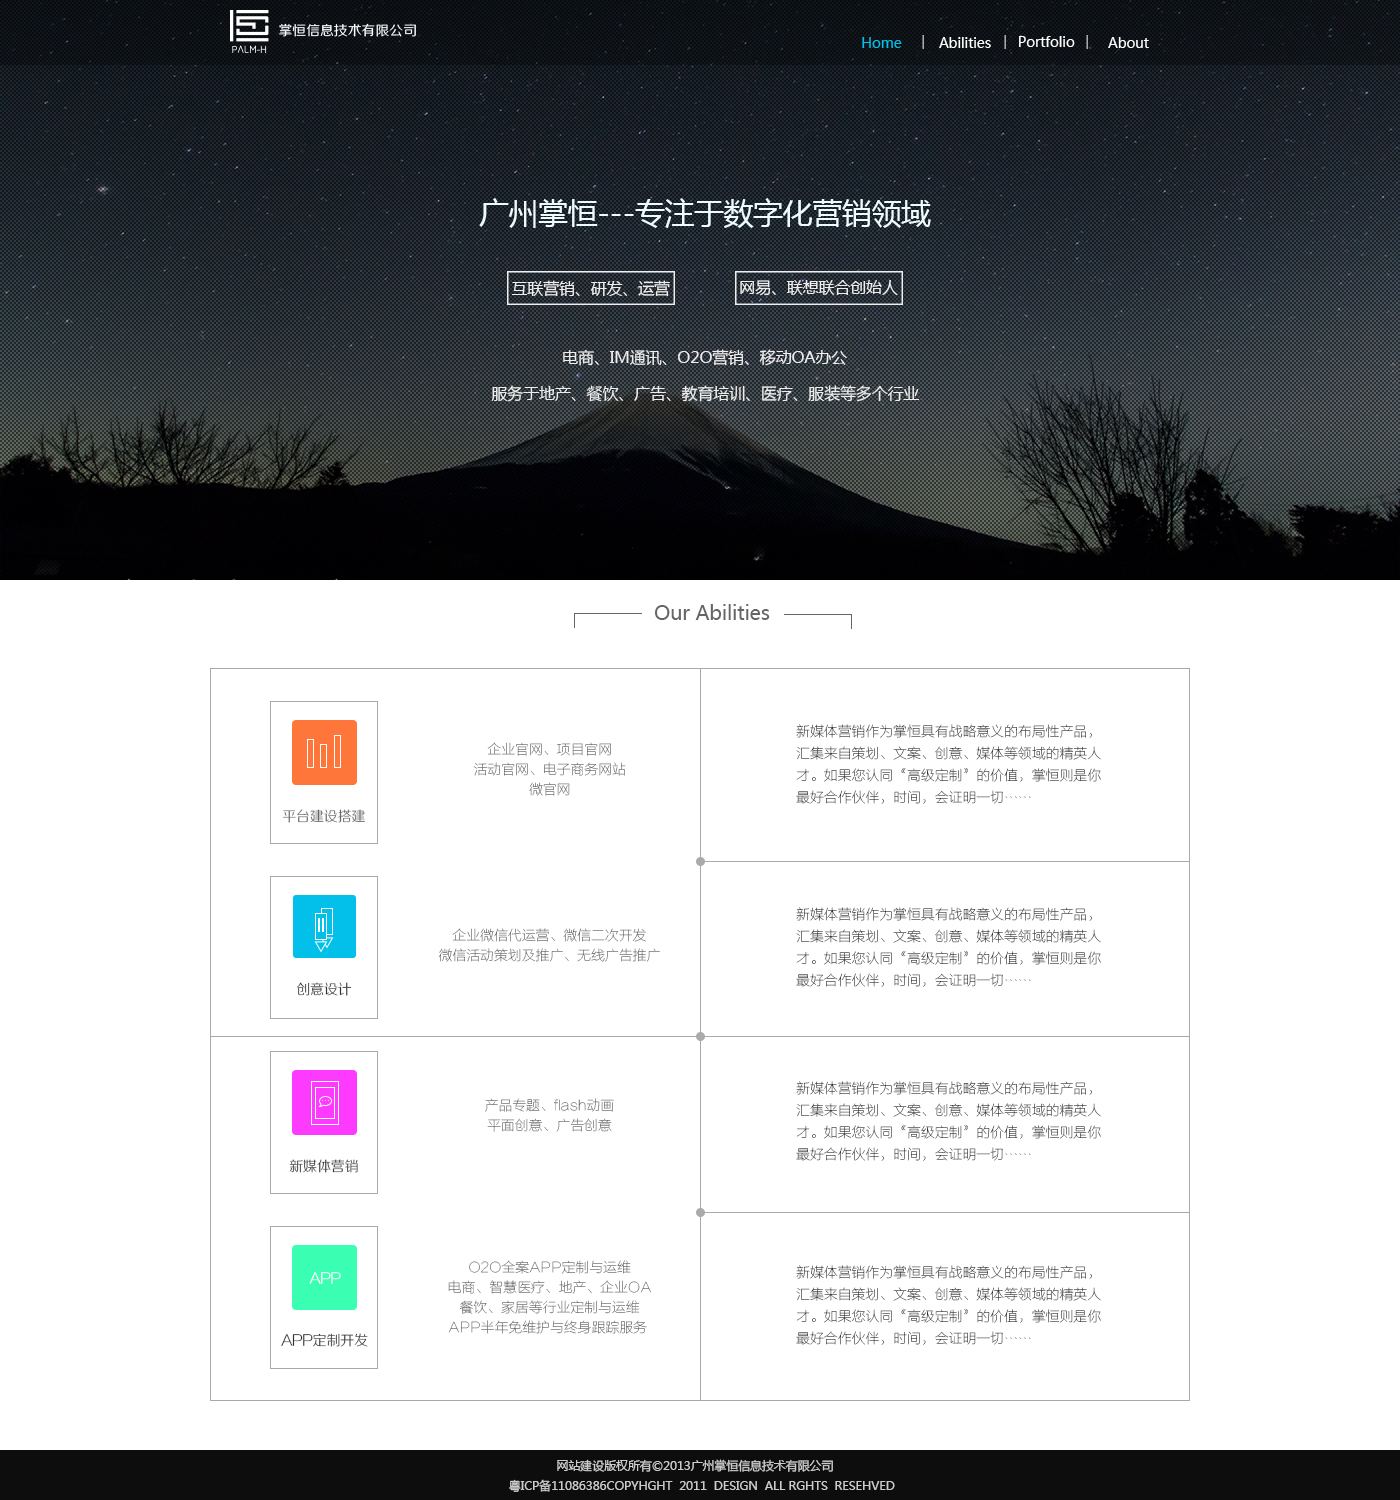 PALM-H
掌恒信息技术有限公司
Home | Abilities | Portfolio | About
广州掌恒---专注于数字化营销领域
互联营销、研发、运营
网易、联想联合创始人
电商、IM通讯、O2O营销、移动OA办公
服务于地产、餐饮、广告、教育培训、医疗、服装等多个行业
Our Abilities
平台建设搭建
企业官网、项目官网
活动官网、电子商务网站
微官网
新媒体营销作为掌恒具有战略意义的布局性产品，
汇集来自策划、文案、创意、媒体等领域的精英人
才。如果您认同“高级定制”的价值，掌恒则是你
最好合作伙伴，时间，会证明一切……
创意设计
企业微信代运营、微信二次开发
微信活动策划及推广、无线广告推广
新媒体营销作为掌恒具有战略意义的布局性产品，
汇集来自策划、文案、创意、媒体等领域的精英人
才。如果您认同“高级定制”的价值，掌恒则是你
最好合作伙伴，时间，会证明一切……
新媒体营销
产品专题、flash动画
平面创意、广告创意
新媒体营销作为掌恒具有战略意义的布局性产品，
汇集来自策划、文案、创意、媒体等领域的精英人
才。如果您认同“高级定制”的价值，掌恒则是你
最好合作伙伴，时间，会证明一切……
APP
APP定制开发
O2O全案APP定制与运维
电商、智慧医疗、地产、企业OA
餐饮、家居等行业定制与运维
APP半年免维护与终身跟踪服务
新媒体营销作为掌恒具有战略意义的布局性产品，
汇集来自策划、文案、创意、媒体等领域的精英人
才。如果您认同“高级定制”的价值，掌恒则是你
最好合作伙伴，时间，会证明一切……
网站建设版权所有©2013广州掌恒信息技术有限公司
粤ICP备11086386COPYHGHT 2011 DESIGN ALL RGHTS RESEHVED